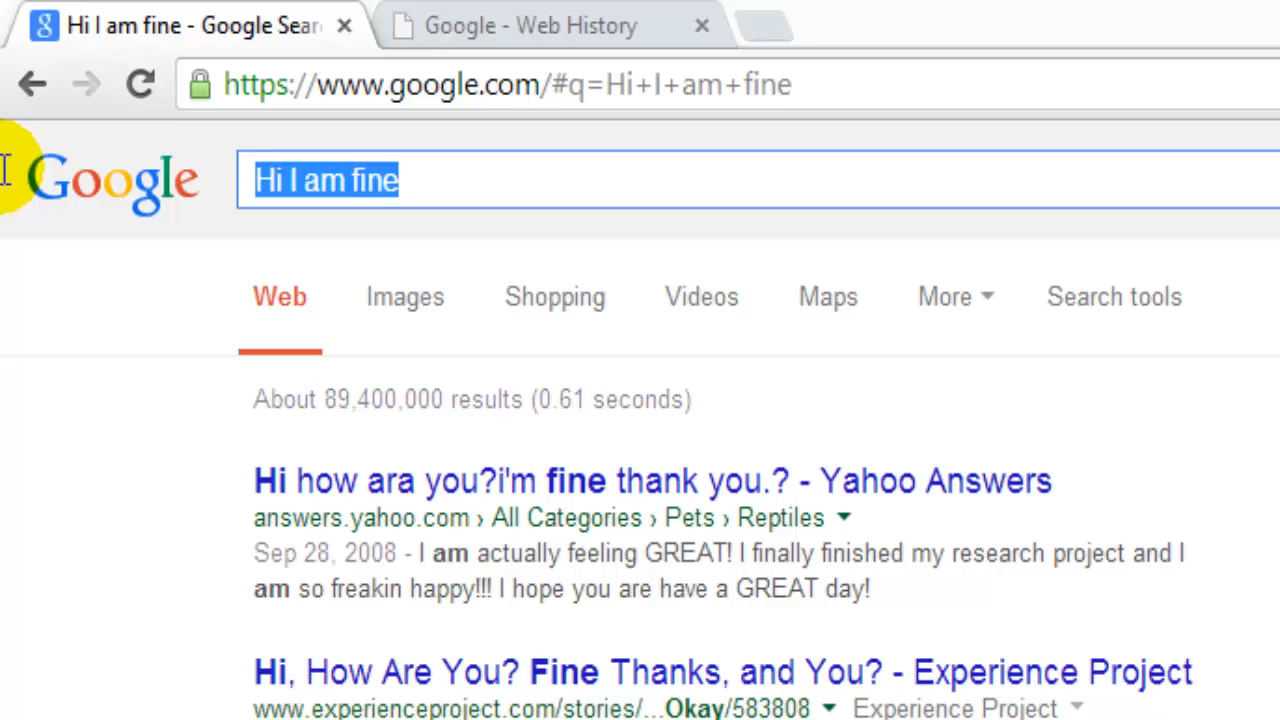 Hi I am fine - Google Sear
Google - Web History
https://www.google.com/#q=Hi+I+am+fine
Google
Hi I am fine
Web Images Shopping Videos Maps More Search tools
About 89,400,000 results (0.61 seconds)
Hi how ara you?i'm fine thank you.? - Yahoo Answers
answers.yahoo.com › All Categories › Pets › Reptiles
Sep 28, 2008 - I am actually feeling GREAT! I finally finished my research project and I
am so freakin happy!!! I hope you are have a GREAT day!
Hi, How Are You? Fine Thanks, and You? - Experience Project
www.experienceproject.com/stories/...Okay/583808 Experience Project